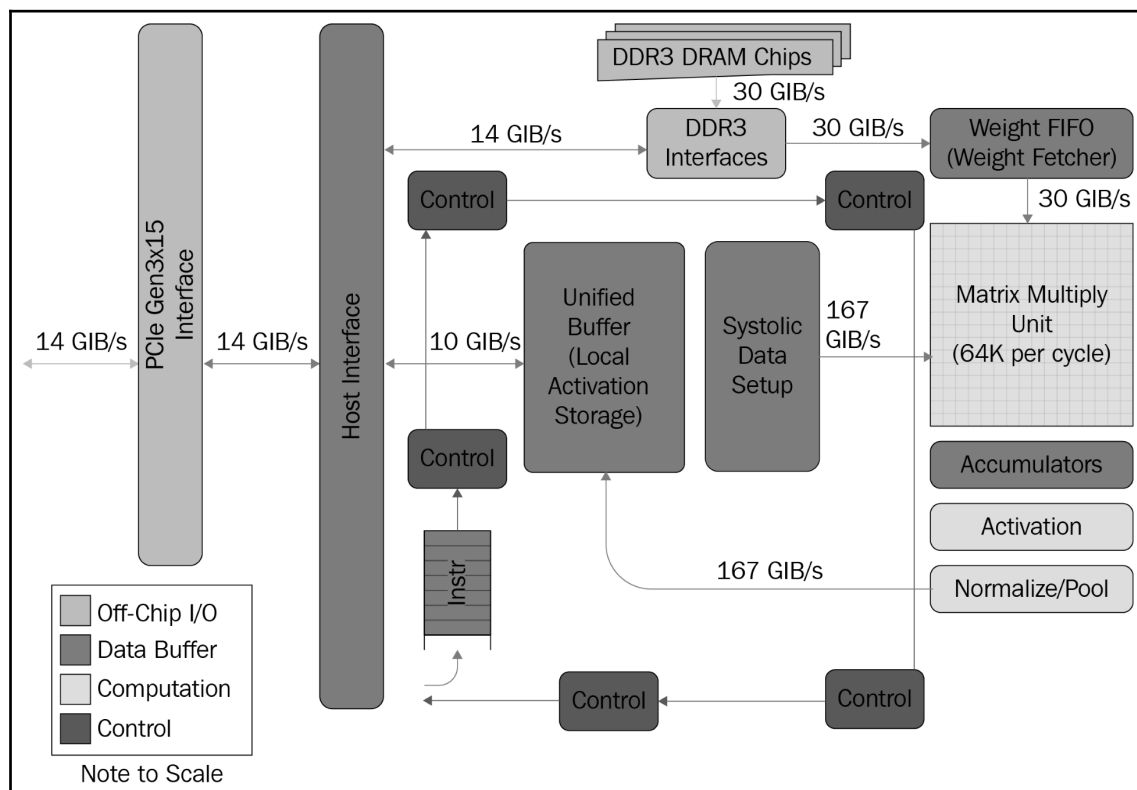 DDR3 DRAM Chips
30 GIB/s
14 GIB/s
DDR3
Interfaces
30 GIB/s
Weight FIFO
(Weight Fetcher)
30 GIB/s
Control
Control
PCIe Gen3x15
Interface
Host Interface
Unified
Buffer
(Local
Activation
Storage)
Systolic
Data
Setup
167
GIB/s
Matrix Multiply
Unit
(64K per cycle)
14 GIB/s
14 GIB/s
10 GIB/s
Control
Accumulators
Activation
Instr
167 GIB/s
Normalize/Pool
Off-Chip I/O
Data Buffer
Computation
Control
Note to Scale
Control
Control